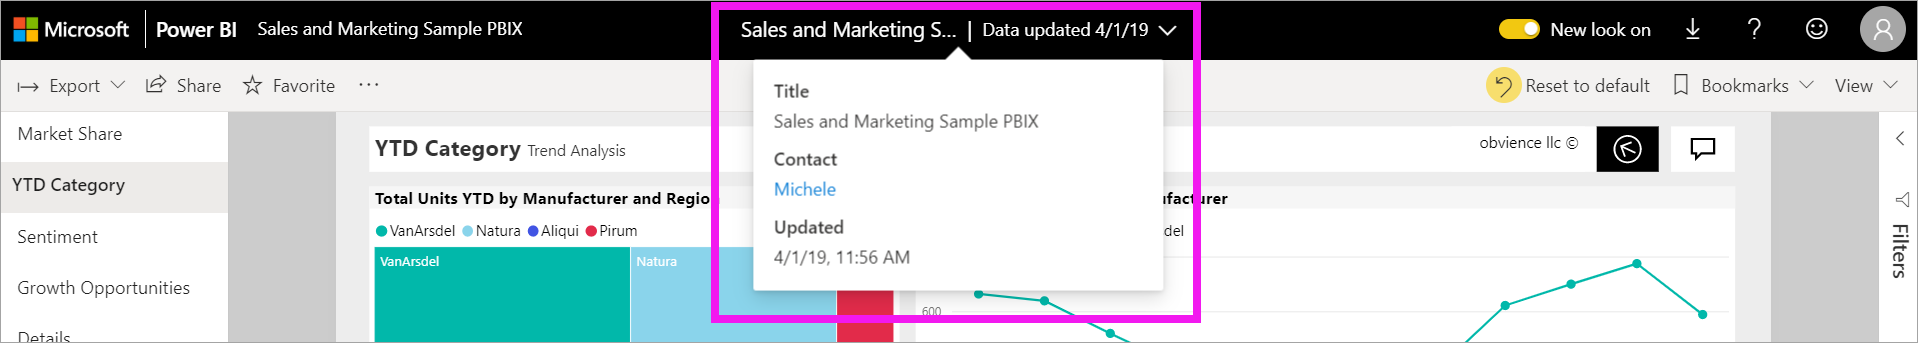 Microsoft Power BI Sales and Marketing Sample PBIX
Sales and Marketing S... | Data updated 4/1/19
New look on
Export Share Favorite ...
Reset to default Bookmarks View
Title
Sales and Marketing Sample PBIX
Contact
Michele
Updated
4/1/19, 11:56 AM
Market Share
YTD Category
Sentiment
Growth Opportunities
Details
YTD Category Trend Analysis
obvience llc ©
Total Units YTD by Manufacturer and Region
VanArsdel Natura Aliqui Pirum
VanArsdel
Natura
600
Filters